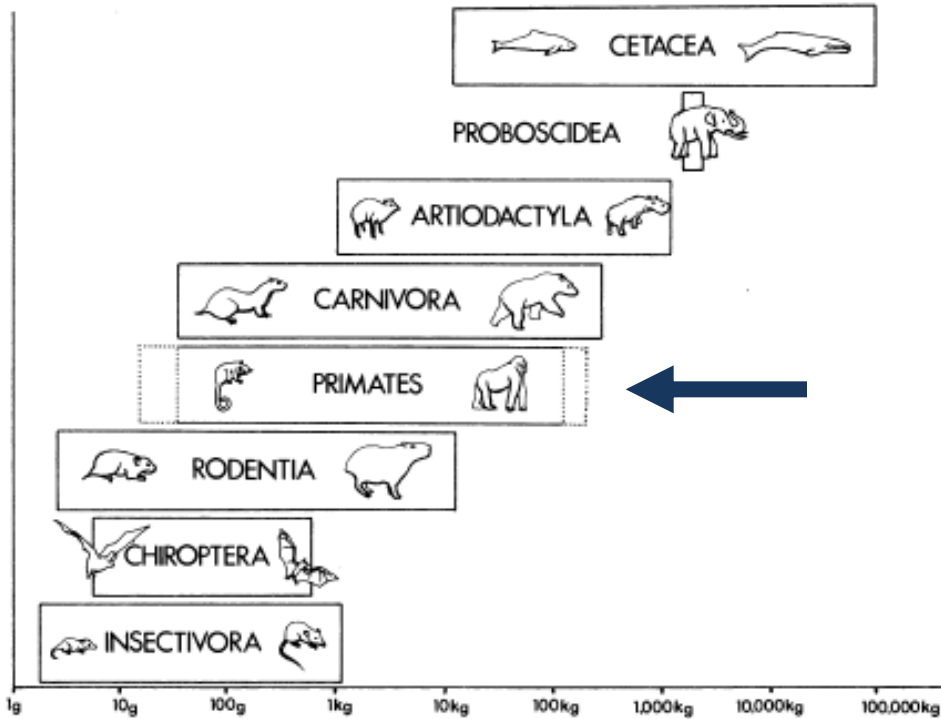 CETACEA
PROBOSCIDEA
ARTIODACTYLA
CARNIVORA
PRIMATES
RODENTIA
CHIROPTERA
INSECTIVORA
1g 10g 100g 1kg 10kg 100kg 1,000kg 10,000kg 100,000kg